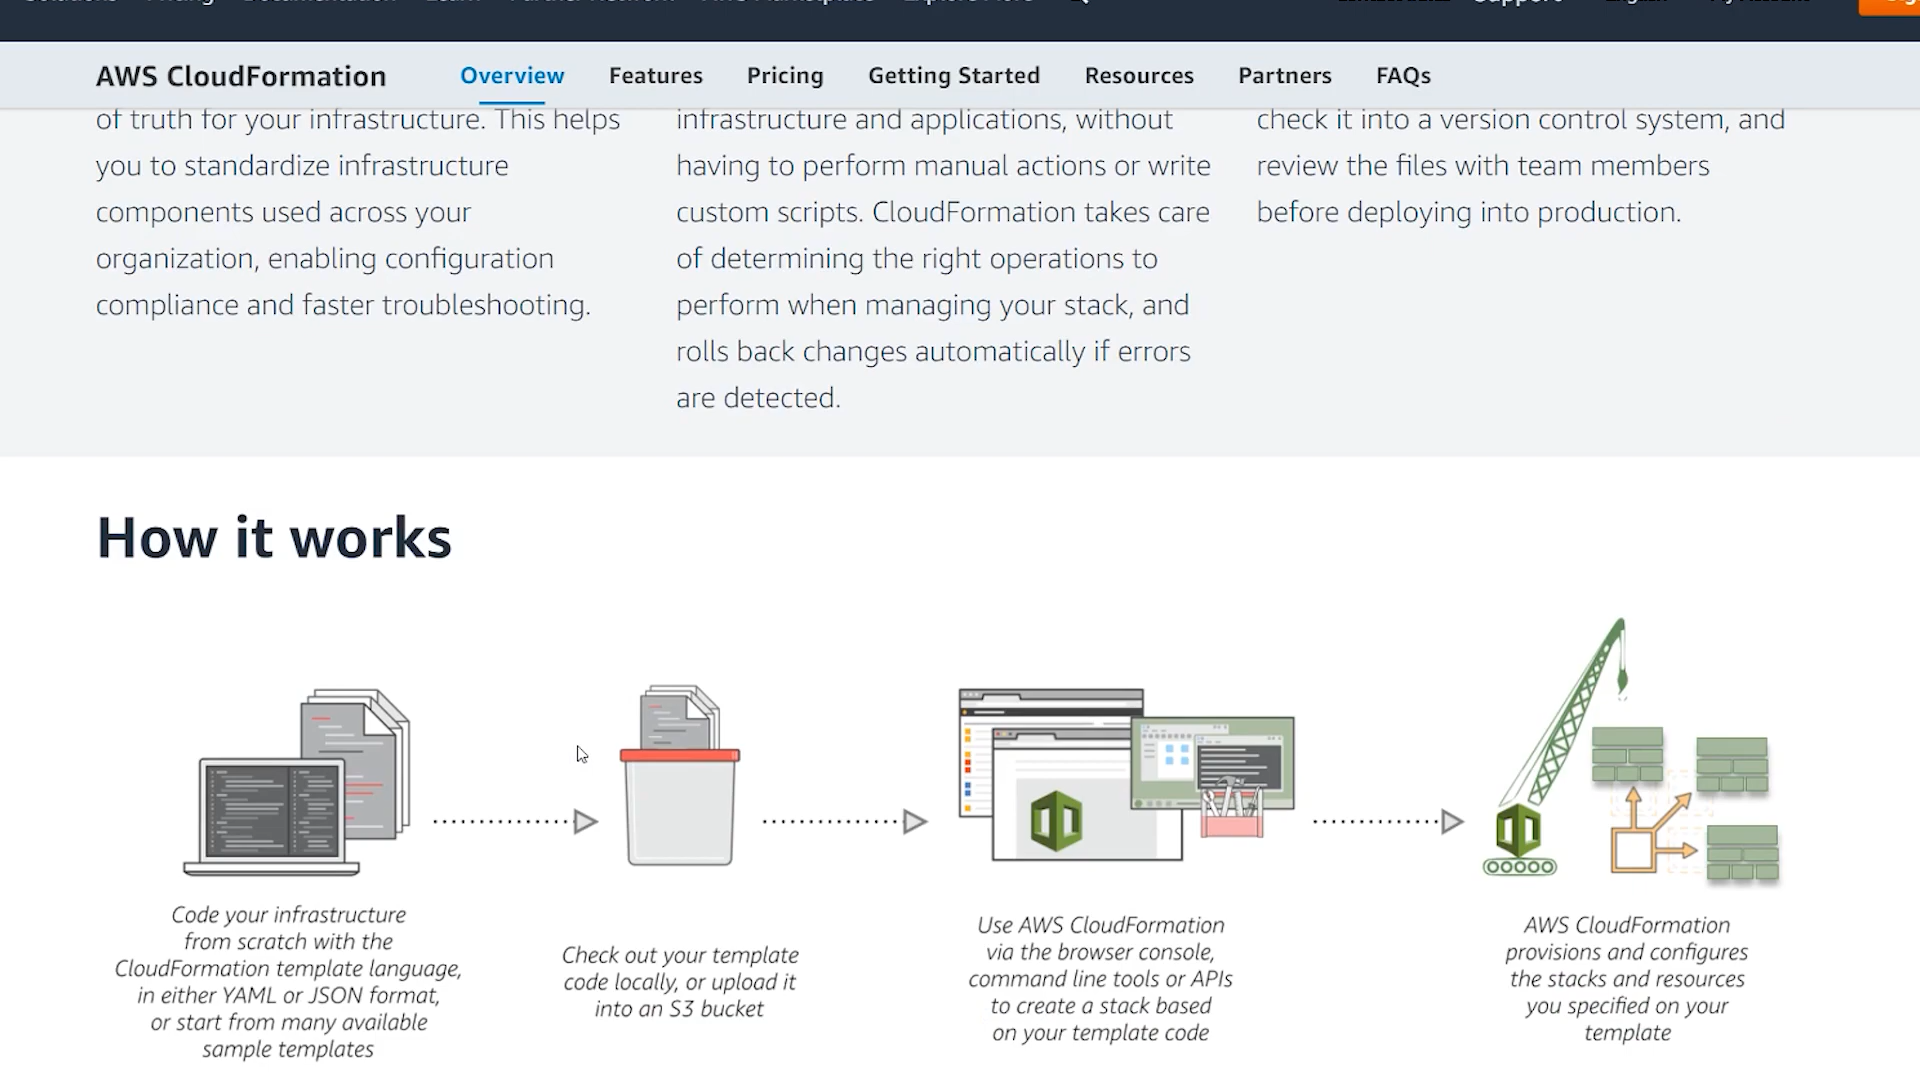 AWS CloudFormation
Overview
Features
Pricing
Getting Started
Resources
Partners
FAQs
of truth for your infrastructure. This helps
you to standardize infrastructure
components used across your
organization, enabling configuration
compliance and faster troubleshooting.
infrastructure and applications, without
having to perform manual actions or write
custom scripts. CloudFormation takes care
of determining the right operations to
perform when managing your stack, and
rolls back changes automatically if errors
are detected.
check it into a version control system, and
review the files with team members
before deploying into production.
How it works
Code your infrastructure
from scratch with the
CloudFormation template language,
in either YAML or JSON format,
or start from many available
sample templates
Check out your template
code locally, or upload it
into an S3 bucket
Use AWS CloudFormation
via the browser console,
command line tools or APIs
to create a stack based
on your template code
AWS CloudFormation
provisions and configures
the stacks and resources
you specified on your
template